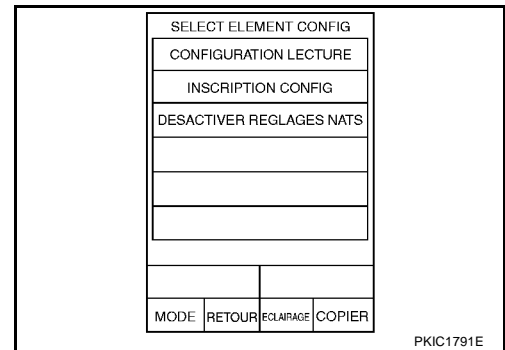 SELECT ELEMENT CONFIG
CONFIGURATION LECTURE
INSCRIPTION CONFIG
DESACTIVER REGLAGES NATS
MODE RETOUR ECLAIRAGE COPIER
PKIC1791E